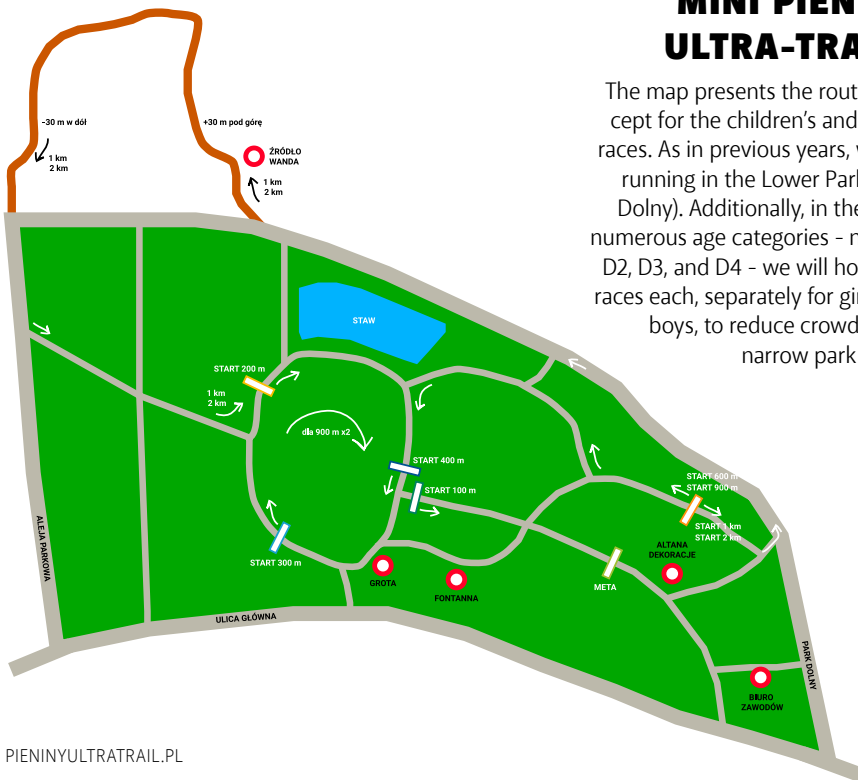 MINI PIEN
ULTRA-TRA
The map presents the rout
cept for the children's and
races. As in previous years,
running in the Lower Park
Dolny). Additionally, in the
numerous age categories - n
D2, D3, and D4 - we will ho
races each, separately for gir
boys, to reduce crowd
narrow park
-30 m w dół
+30 m pod górę
1 km
2 km
ŹRÓDŁO
WANDA
1 km
2 km
STAW
START 200 m
1 km
2 km
dla 900 m x2
START 400 m
START 100 m
START 600 m
START 900 m
START 1 km
START 2 km
ALTANA
DEKORACJE
START 300 m
GROTA
FONTANNA
META
ALEJA PARKOWA
ULICA GŁÓWNA
PARK DOLNY
BIURO
ZAWODÓW
PIENINYULTRATRAIL.PL